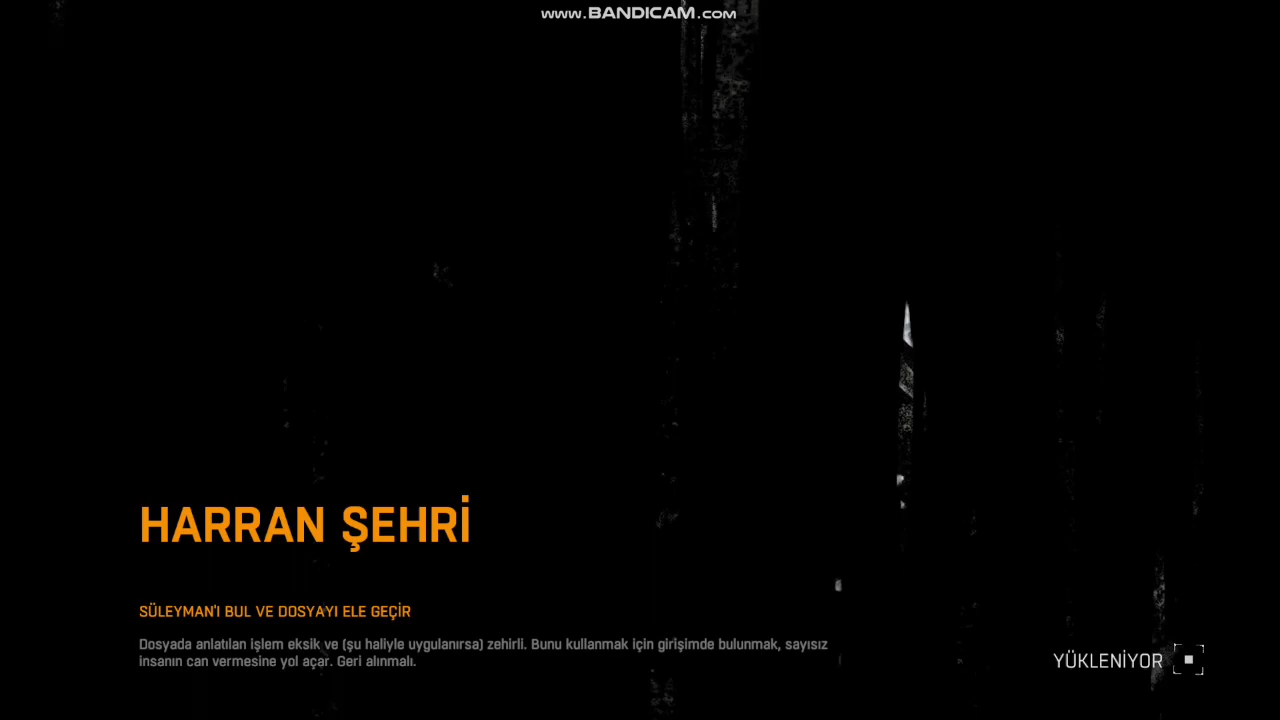 www.BANDICAM.com
HARRAN ŞEHRİ
SÜLEYMAN'I BUL VE DOSYAYI ELE GEÇİR
Dosyada anlatılan işlem eksik ve (şu haliyle uygulanırsa) zehirli. Bunu kullanmak için girişimde bulunmak, sayısız
insanın can vermesine yol açar. Geri alınmalı.
YÜKLENİYOR